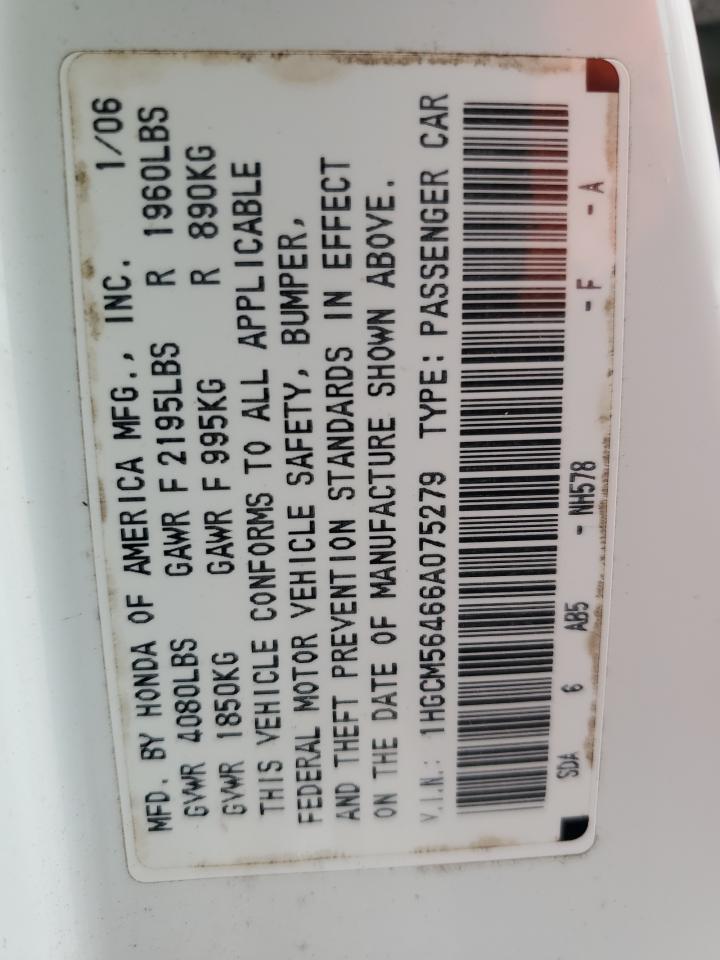 MFD. BY HONDA OF AMERICA MFG., INC. 1/06
GVWR 4080LBS GAWR F 2195LBS R 1960LBS
GVWR 1850KG GAWR F 995KG R 890KG
THIS VEHICLE CONFORMS TO ALL APPLICABLE
FEDERAL MOTOR VEHICLE SAFETY, BUMPER,
AND THEFT PREVENTION STANDARDS IN EFFECT
ON THE DATE OF MANUFACTURE SHOWN ABOVE.
V.I.N.: 1HGCM56466A075279 TYPE: PASSENGER CAR
SDA 6 AB5 - NH578 - F - A